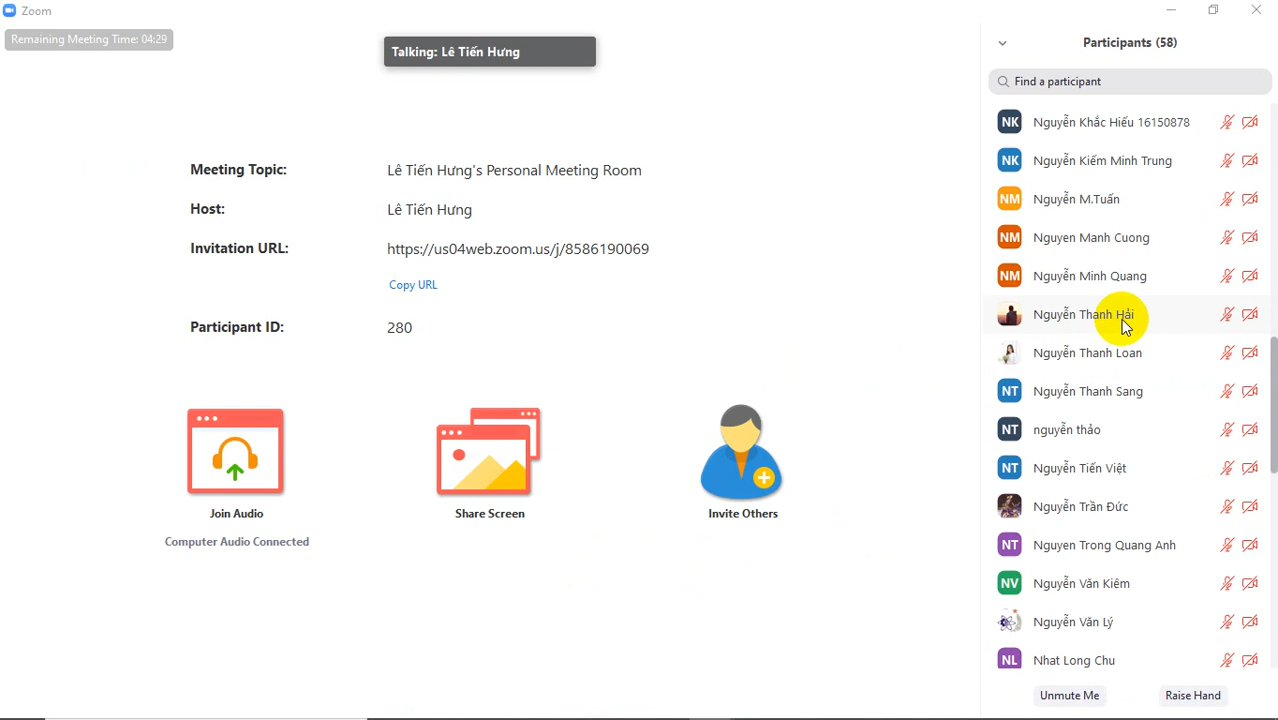 Zoom
Remaining Meeting Time: 04:29
Talking: Lê Tiến Hưng
Meeting Topic: Lê Tiến Hưng's Personal Meeting Room
Host: Lê Tiến Hưng
Invitation URL: https://us04web.zoom.us/j/8586190069
Copy URL
Participant ID: 280
Join Audio
Computer Audio Connected
Share Screen
Invite Others
Participants (58)
Find a participant
NK Nguyễn Khắc Hiếu 16150878
NK Nguyễn Kiếm Minh Trung
NM Nguyễn M.Tuấn
NM Nguyen Manh Cuong
NM Nguyễn Minh Quang
Nguyễn Thanh Hải
Nguyễn Thanh Loan
NT Nguyễn Thanh Sang
NT nguyễn thảo
NT Nguyễn Tiến Việt
Nguyễn Trần Đức
NT Nguyen Trong Quang Anh
NV Nguyễn Văn Kiêm
Nguyễn Văn Lý
NL Nhat Long Chu
Unmute Me
Raise Hand